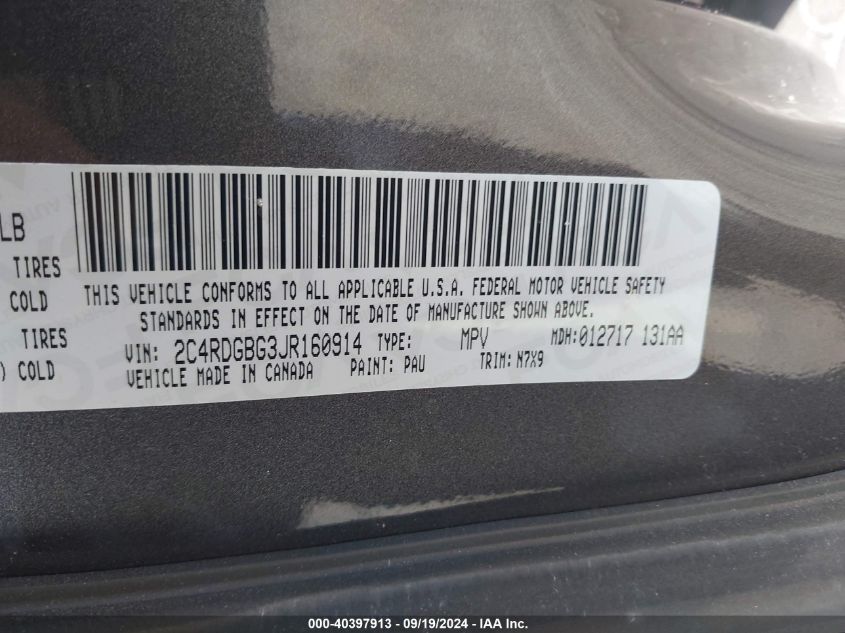 LB
TIRES
COLD
TIRES
) COLD
THIS VEHICLE CONFORMS TO ALL APPLICABLE U.S.A. FEDERAL MOTOR VEHICLE SAFETY
STANDARDS IN EFFECT ON THE DATE OF MANUFACTURE SHOWN ABOVE.
VIN: 2C4RDGBG3JR160914 TYPE: MPV MDH:012717 131AA
VEHICLE MADE IN CANADA PAINT: PAU TRIM: N7X9
000-40397913 - 09/19/2024 - IAA Inc.